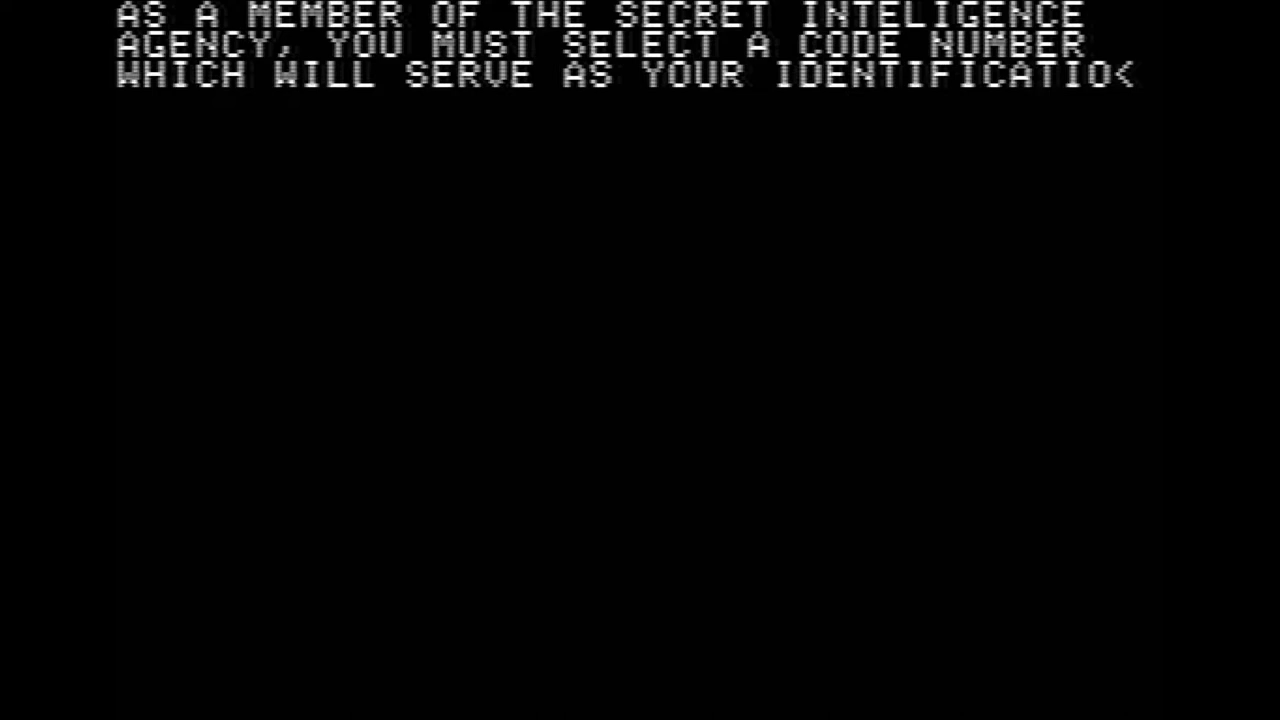 AS A MEMBER OF THE SECRET INTELIGENCE
AGENCY, YOU MUST SELECT A CODE NUMBER
WHICH WILL SERVE AS YOUR IDENTIFICATIO<